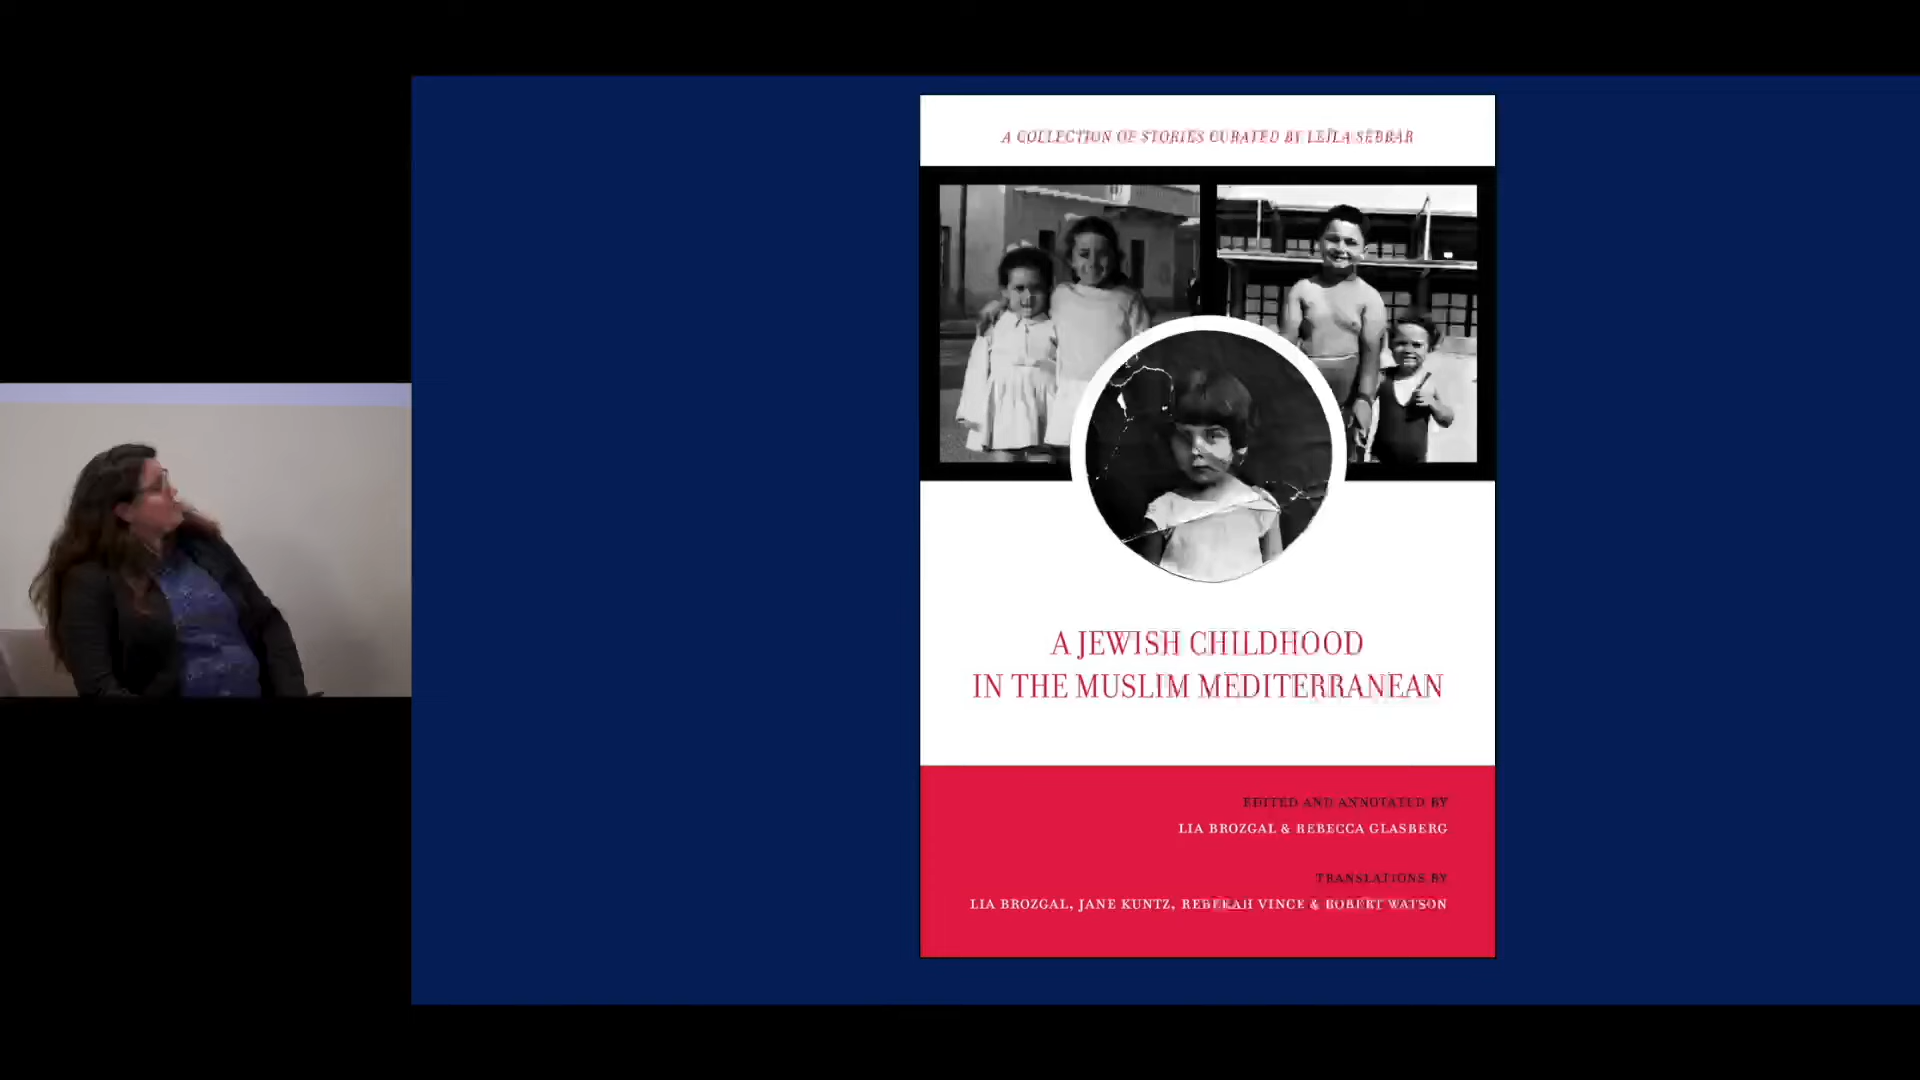 A COLLECTION OF STORIES CURATED BY LEÏLA SEBBAR
A JEWISH CHILDHOOD
IN THE MUSLIM MEDITERRANEAN
EDITED AND ANNOTATED BY
LIA BROZGAL & REBECCA GLASBERG
TRANSLATIONS BY
LIA BROZGAL, JANE KUNTZ, REBEKAH VINCE & ROBERT WATSON